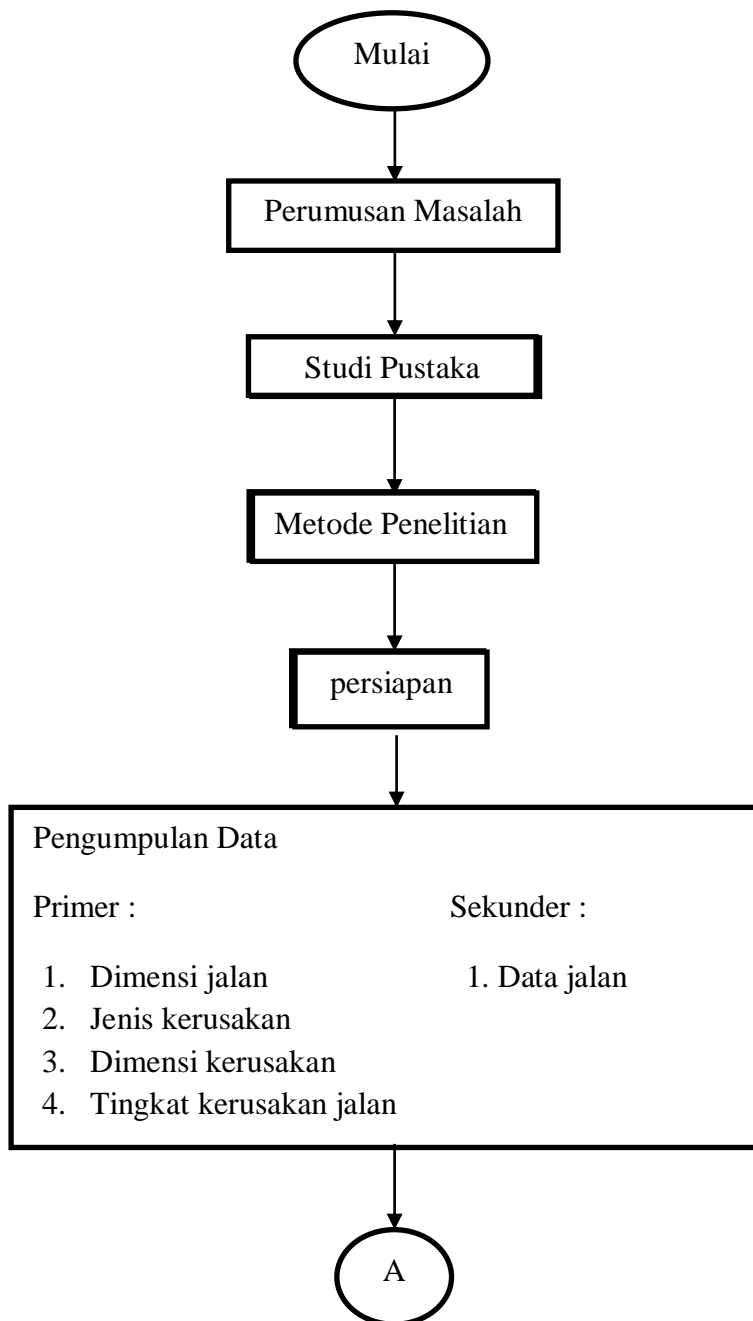 Mulai
Perumusan Masalah
Studi Pustaka
Metode Penelitian
persiapan
Pengumpulan Data
Primer :
1. Dimensi jalan
2. Jenis kerusakan
3. Dimensi kerusakan
4. Tingkat kerusakan jalan
Sekunder :
1. Data jalan
A